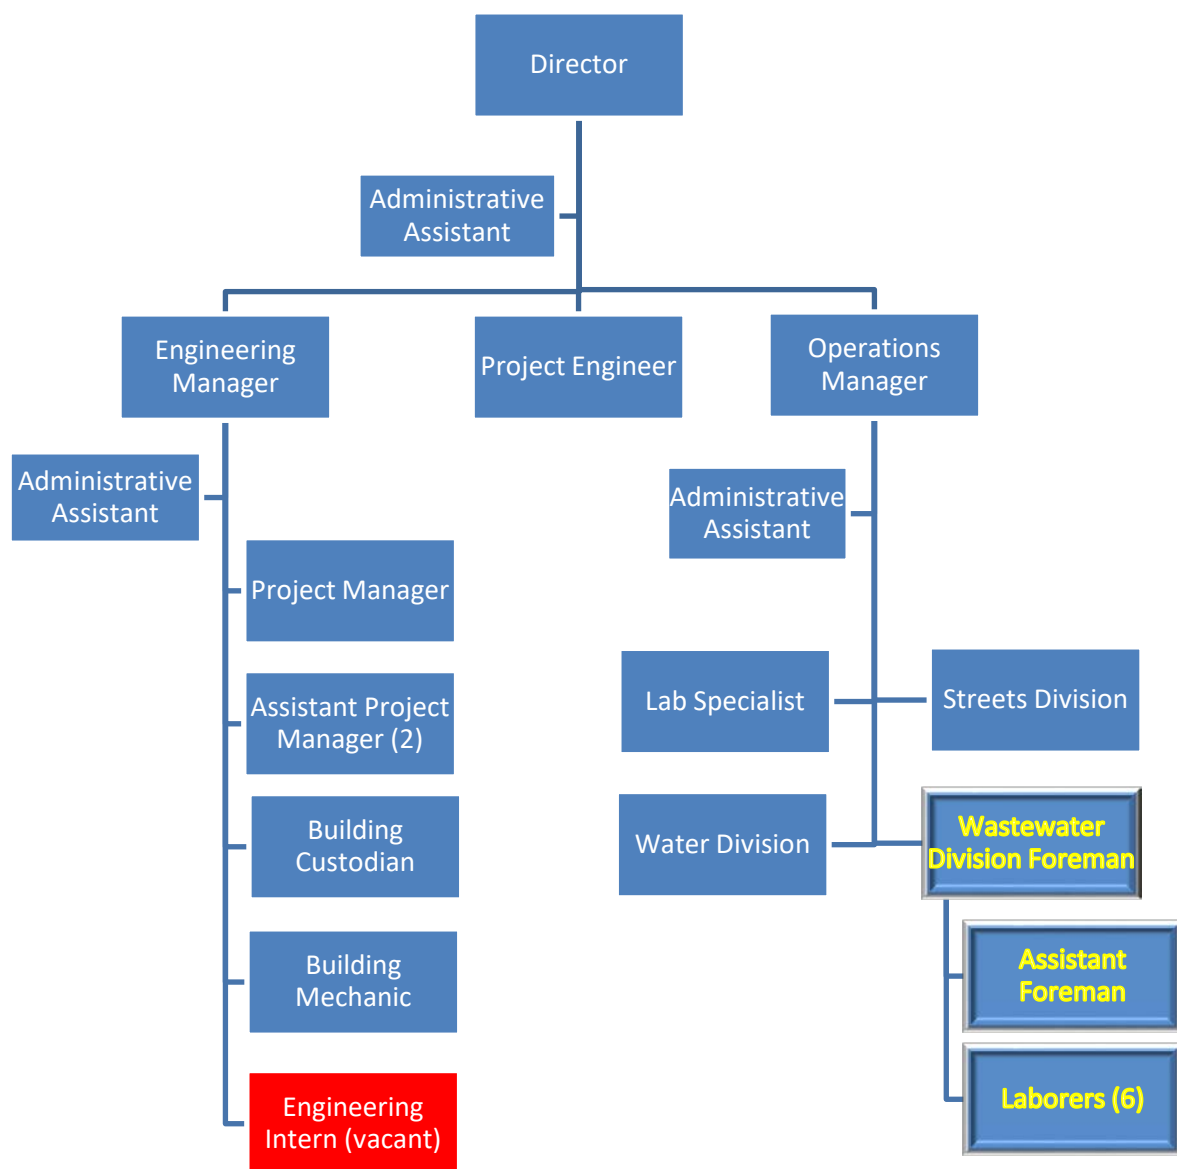 Director
Administrative
Assistant
Engineering
Manager
Project Engineer
Operations
Manager
Administrative
Assistant
Administrative
Assistant
Project Manager
Assistant Project
Manager (2)
Building
Custodian
Building
Mechanic
Engineering
Intern (vacant)
Lab Specialist
Streets Division
Water Division
Wastewater
Division Foreman
Assistant
Foreman
Laborers (6)